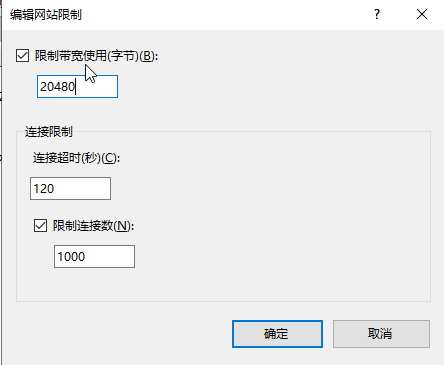 编辑网站限制
限制带宽使用(字节)(B):
20480
连接限制
连接超时(秒)(C):
120
限制连接数(N):
1000
确定
取消